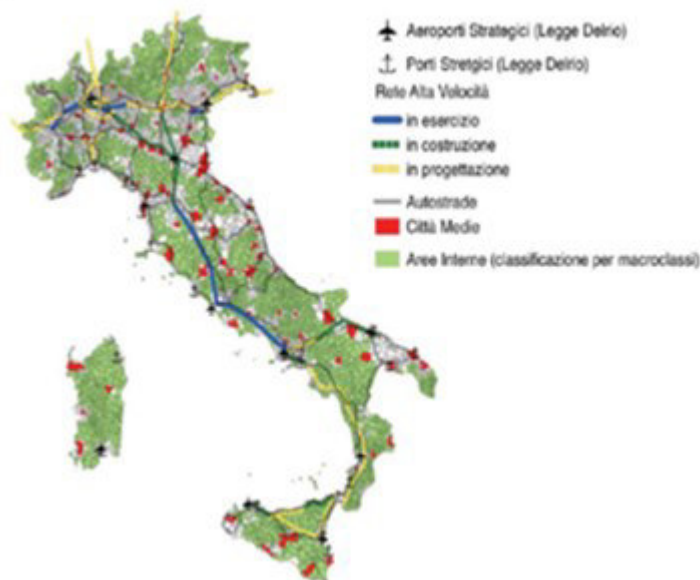 Aeroporti Strategici (Legge Delrio)
Porti Stretgici (Legge Delrio)
Rete Alta Velocità
in esercizio
in costruzione
in progettazione
Autostrade
Città Medie
Aree Interne (classificazione per macroclassi)